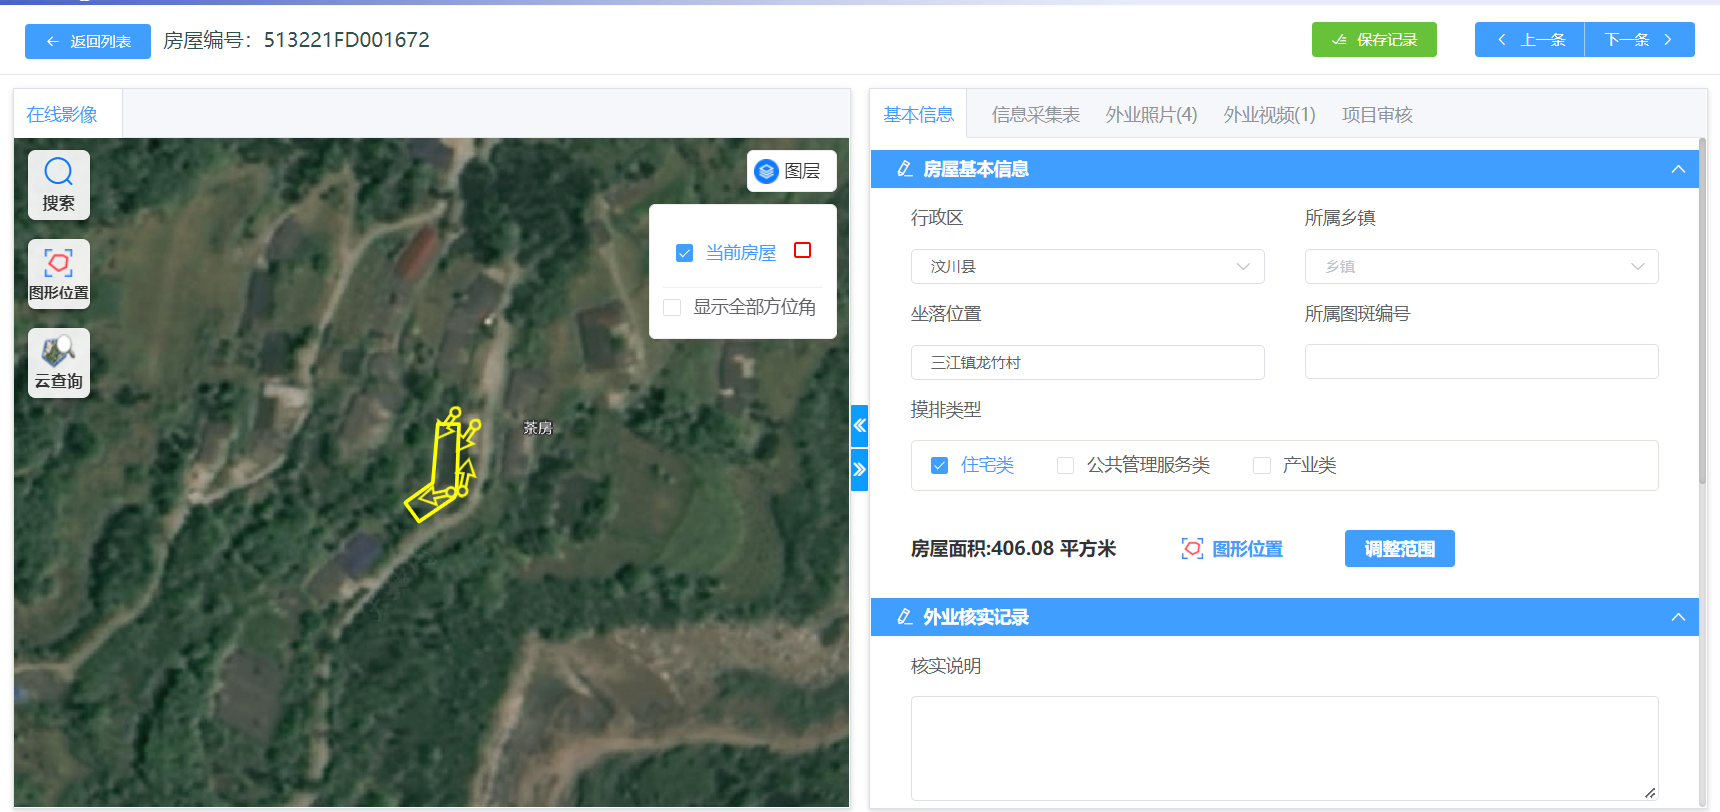 返回列表
房屋编号：513221FD001672
保存记录
上一条
下一条
在线影像
搜索
图形位置
云查询
图层
当前房屋
显示全部方位角
茶房
基本信息
信息采集表
外业照片(4)
外业视频(1)
项目审核
房屋基本信息
行政区
所属乡镇
汶川县
乡镇
坐落位置
所属图斑编号
三江镇龙竹村
摸排类型
住宅类
公共管理服务类
产业类
房屋面积:406.08 平方米
图形位置
调整范围
外业核实记录
核实说明